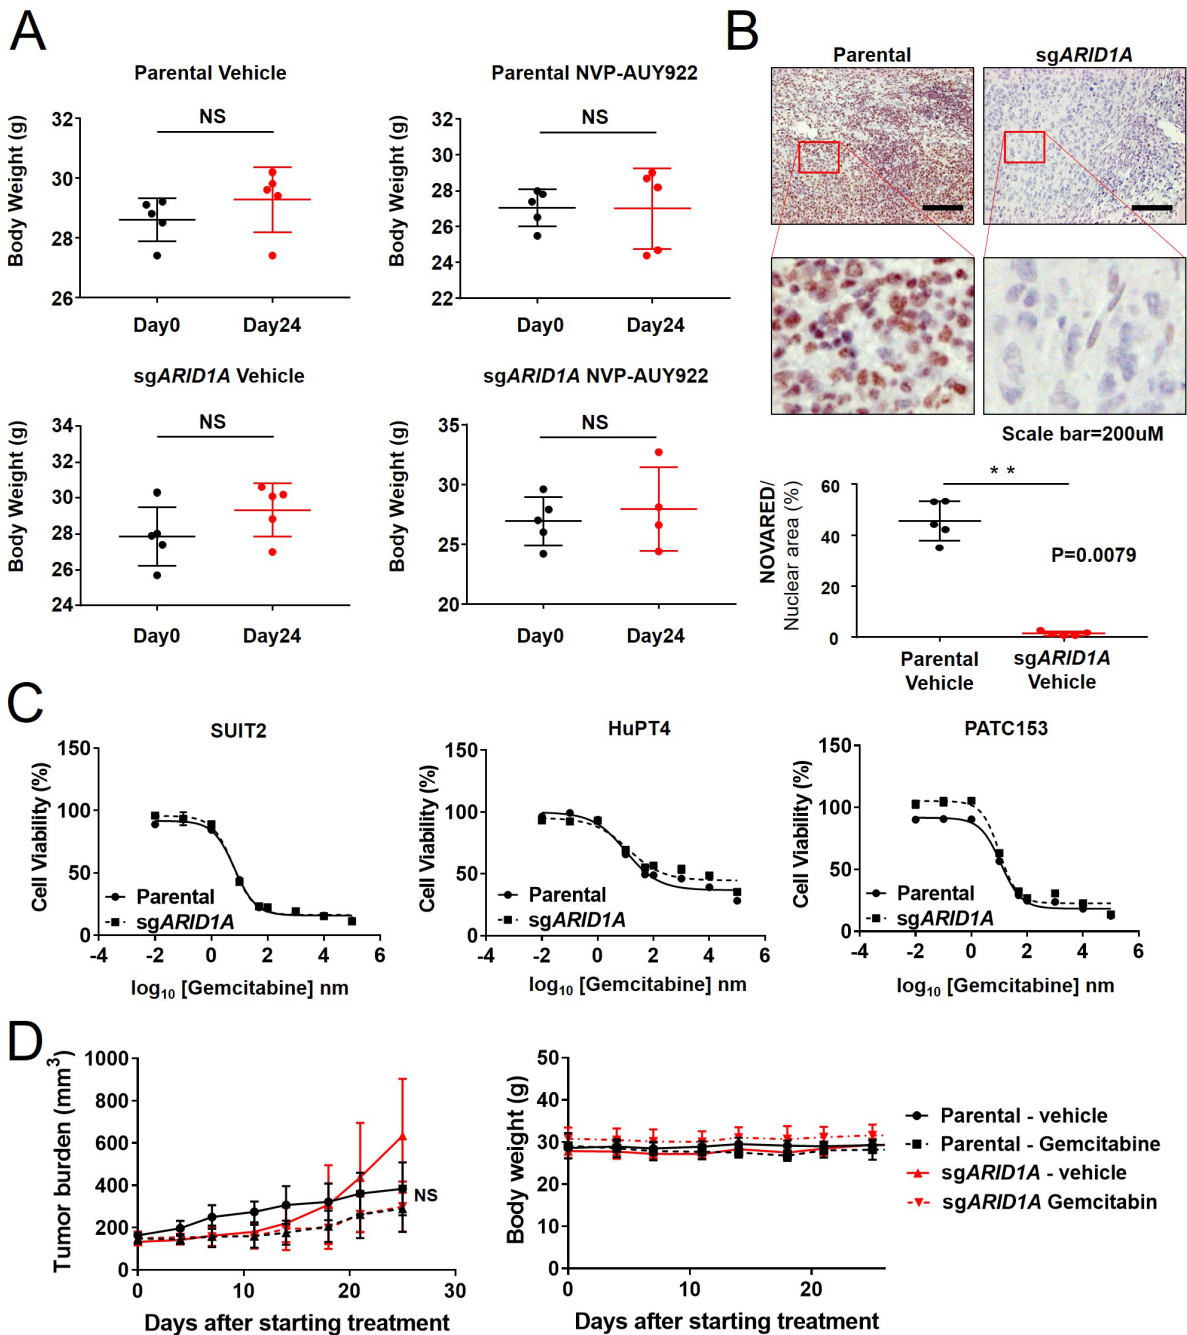 A
Parental Vehicle
Body Weight (g)
32
30
28
26
NS
Day0
Day24
Parental NVP-AUY922
Body Weight (g)
32
30
28
26
24
22
NS
Day0
Day24
sgARID1A Vehicle
Body Weight (g)
34
32
30
28
26
24
NS
Day0
Day24
sgARID1A NVP-AUY922
Body Weight (g)
35
30
25
20
NS
Day0
Day24
B
Parental
sgARID1A
Scale bar=200uM
NOVARED/
Nuclear area (%)
60
40
20
0
* *
P=0.0079
Parental
Vehicle
sgARID1A
Vehicle
C
SUIT2
Cell Viability (%)
150
100
50
0
Parental
sgARID1A
-4 -2 0 2 4 6
log10 [Gemcitabine] nm
HuPT4
Cell Viability (%)
150
100
50
0
Parental
sgARID1A
-4 -2 0 2 4 6
log10 [Gemcitabine] nm
PATC153
Cell Viability (%)
150
100
50
0
Parental
sgARID1A
-4 -2 0 2 4 6
log10 [Gemcitabine] nm
D
Tumor burden (mm3)
1000
800
600
400
200
0
NS
0 10 20 30
Days after starting treatment
Body weight (g)
50
40
30
20
10
0
0 10 20
Days after starting treatment
Parental - vehicle
Parental - Gemcitabine
sgARID1A - vehicle
sgARID1A Gemcitabin